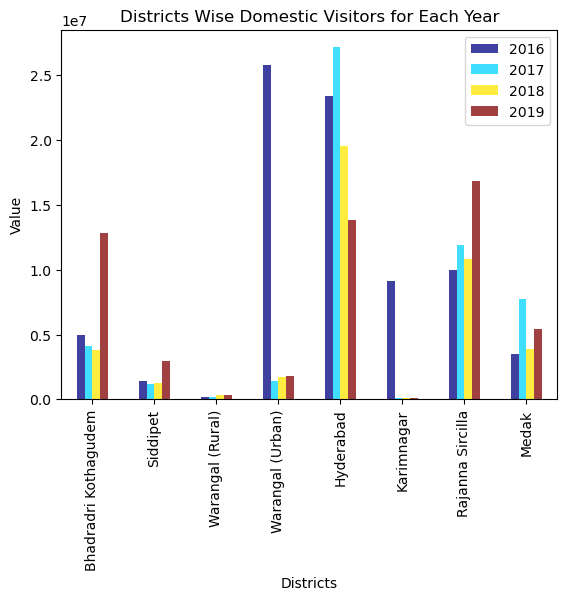 Districts Wise Domestic Visitors for Each Year
1e7
2016
2017
2018
2019
2.5
2.0
1.5
1.0
0.5
0.0
Value
Bhadradri Kothagudem
Siddipet
Warangal (Rural)
Warangal (Urban)
Hyderabad
Karimnagar
Rajanna Sircilla
Medak
Districts